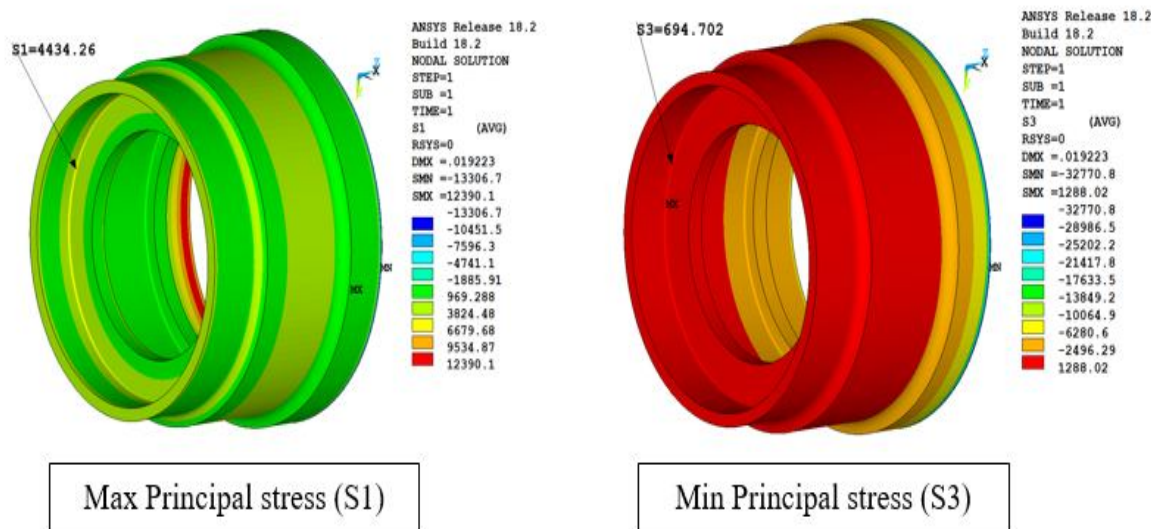 S1=4434.26
ANSYS Release 18.2
Build 18.2
NODAL SOLUTION
STEP=1
SUB =1
TIME=1
S1 (AVG)
RSYS=0
DMX =.019223
SMN =-13306.7
SMX =12390.1
-13306.7
-10451.5
-7596.3
-4741.1
-1885.91
969.288
3824.48
6679.68
9534.87
12390.1
X
Z
MN
MX
Max Principal stress (S1)
S3=694.702
ANSYS Release 18.2
Build 18.2
NODAL SOLUTION
STEP=1
SUB =1
TIME=1
S3 (AVG)
RSYS=0
DMX =.019223
SMN =-32770.8
SMX =1288.02
-32770.8
-28986.5
-25202.2
-21417.8
-17633.5
-13849.2
-10064.9
-6280.6
-2496.29
1288.02
X
Z
MX
MN
Min Principal stress (S3)